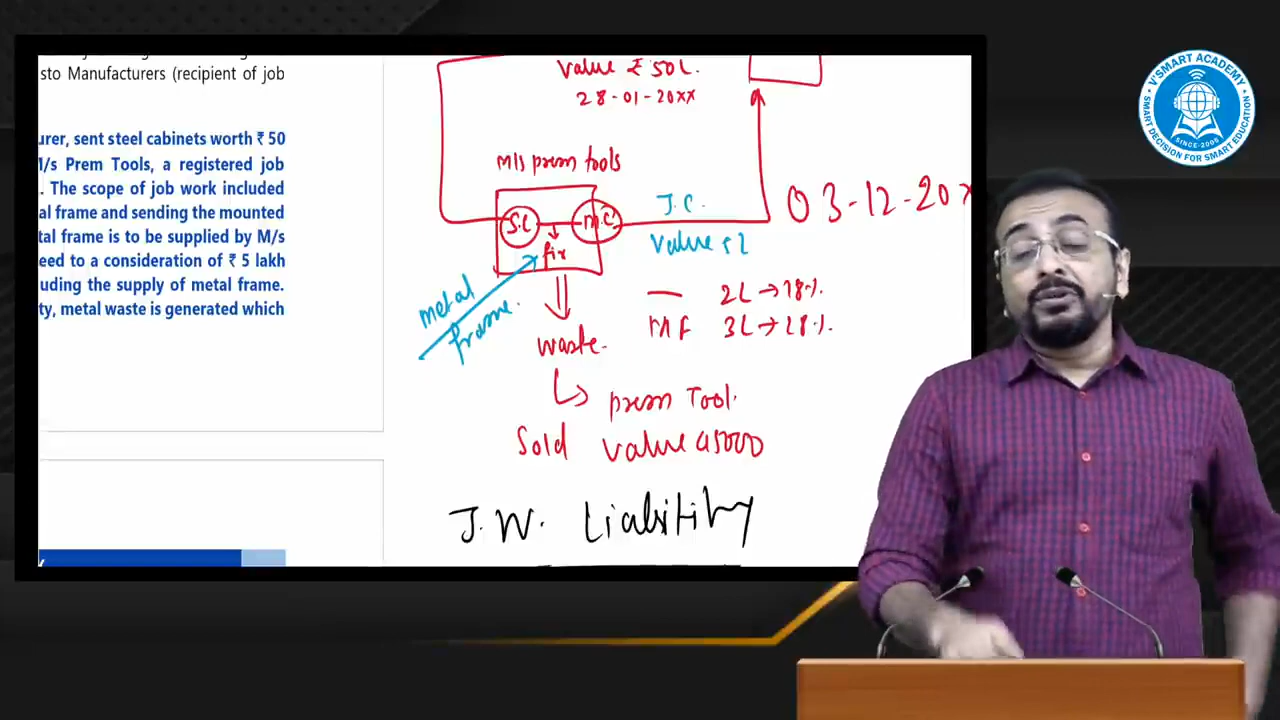 sto Manufacturers (recipient of job
urer, sent steel cabinets worth ₹ 50
M/s Prem Tools, a registered job
. The scope of job work included
al frame and sending the mounted
tal frame is to be supplied by M/s
eed to a consideration of ₹ 5 lakh
uding the supply of metal frame.
ty, metal waste is generated which
Value ₹ 50L.
28-01-20xx
M/s prem tools
S.C
M.C
fix
J.C.
Value 52
03-12-20x
metal
frame.
2L → 18%.
MF 3L → 28%.
waste.
prem Tool.
Sold Value 45000
J.W. Liability
V'SMART ACADEMY
SMART DECISION FOR SMART EDUCATION
SINCE-2005